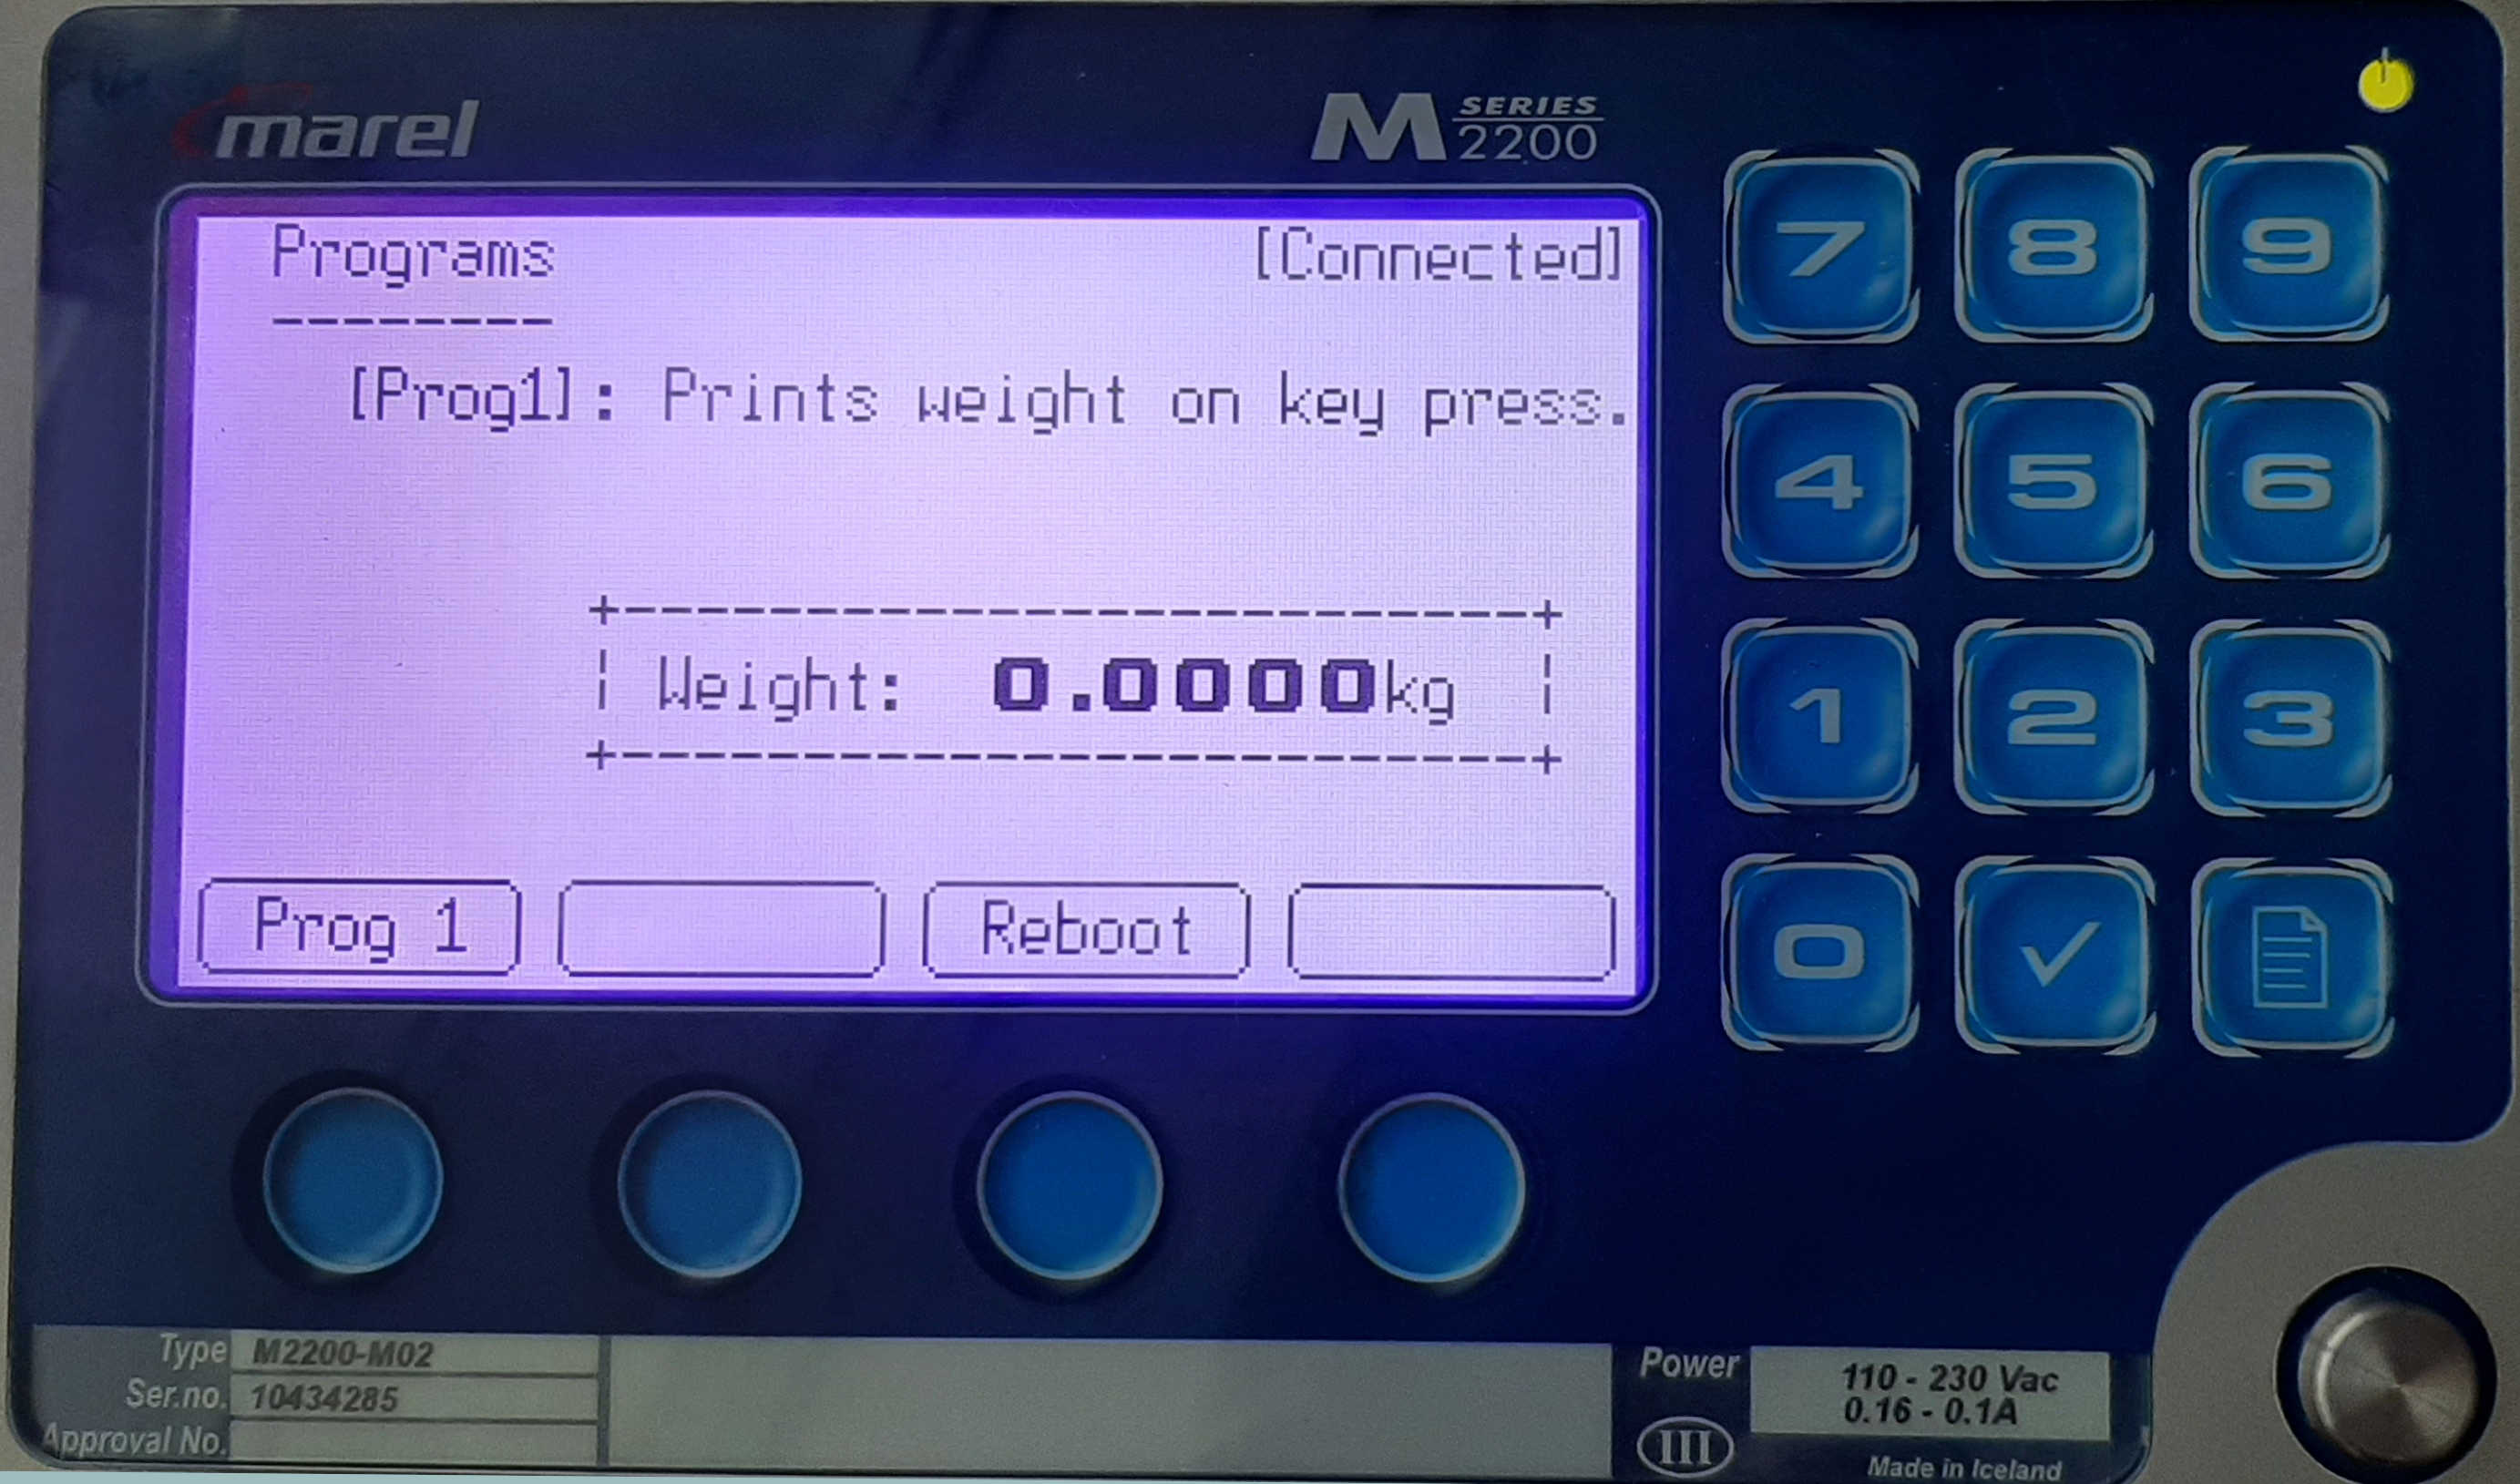 marel
M SERIES 2200
Programs [Connected]
---------
[Prog1]: Prints weight on key press.
+--------------------------------------+
| Weight: 0.0000kg |
+--------------------------------------+
Prog 1 Reboot
7 8 9
4 5 6
1 2 3
0
Type M2200-M02
Ser.no. 10434285
Approval No.
Power 110 - 230 Vac
0.16 - 0.1A
III
Made in Iceland